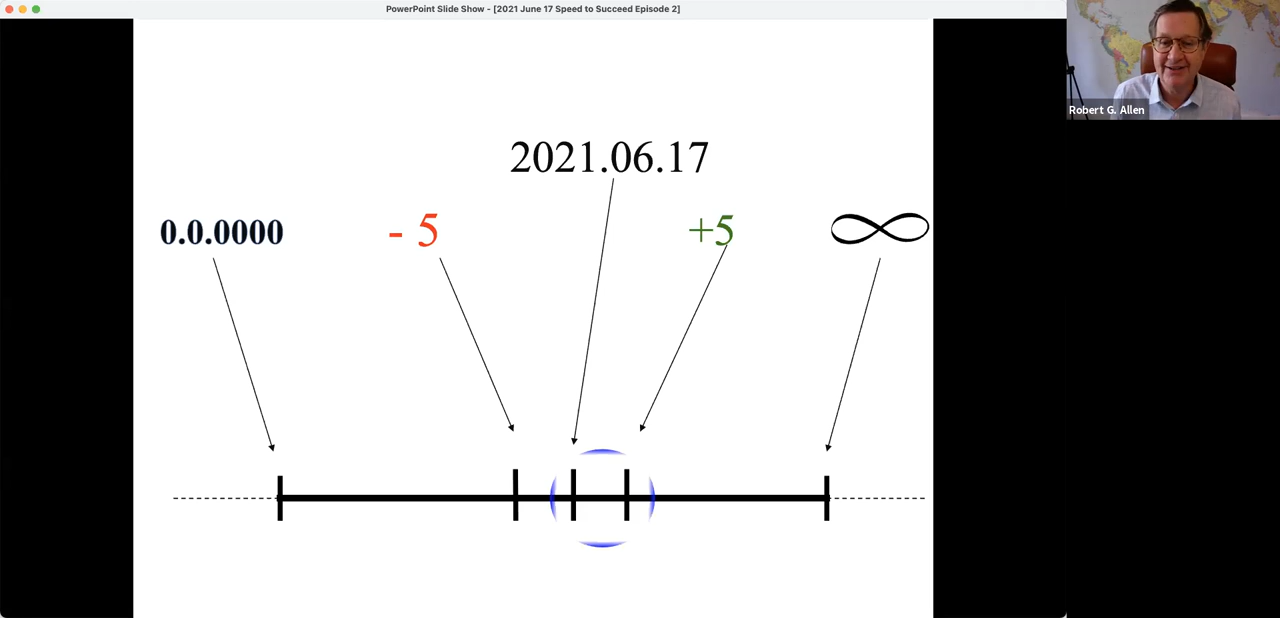 PowerPoint Slide Show - [2021 June 17 Speed to Succeed Episode 2]
Robert G. Allen
2021.06.17
0.0.0000
- 5
+5
∞